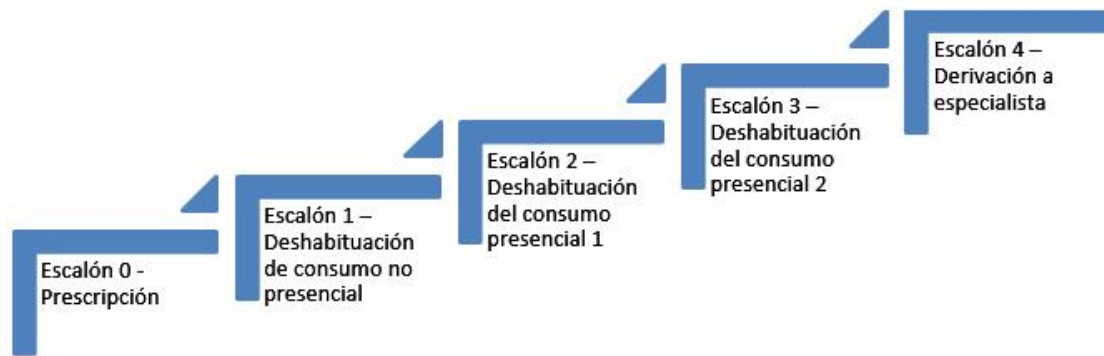 Escalón 0 -
Prescripción
Escalón 1 –
Deshabituación
de consumo no
presencial
Escalón 2 –
Deshabituación
del consumo
presencial 1
Escalón 3 –
Deshabituación
del consumo
presencial 2
Escalón 4 –
Derivación a
especialista